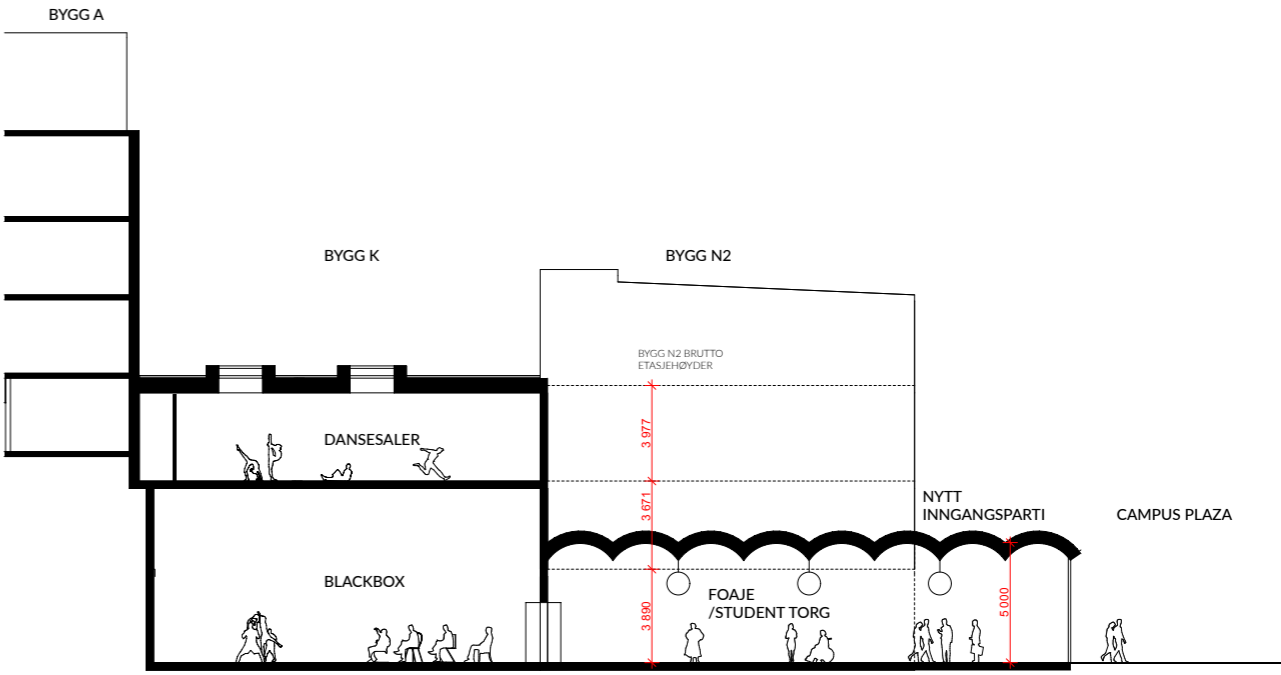 BYGG A
BYGG K
BYGG N2
BYGG N2 BRUTTO
ETASJEHØYDER
3 977
DANSESALER
3 671
NYTT
INNGANGSPARTI
CAMPUS PLAZA
BLACKBOX
FOAJE
/STUDENT TORG
3 890
5 000